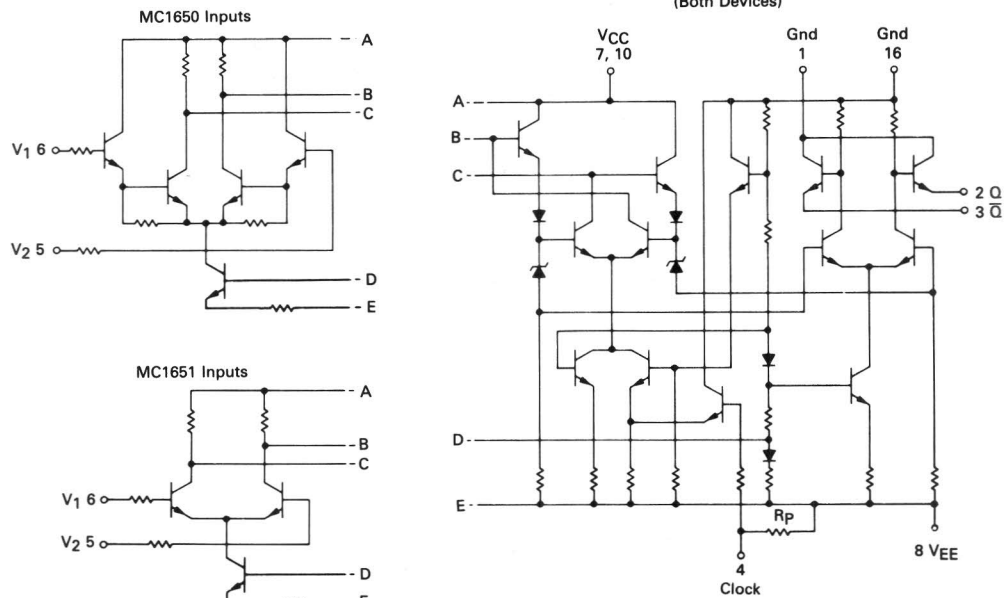 (Both Devices)
MC1650 Inputs
A
B
C
V1 6
V2 5
D
E
MC1651 Inputs
A
B
C
V1 6
V2 5
D
VCC
7, 10
Gnd
1
Gnd
16
A
B
C
2 Q
3 Q̅
D
E
RP
8 VEE
4
Clock